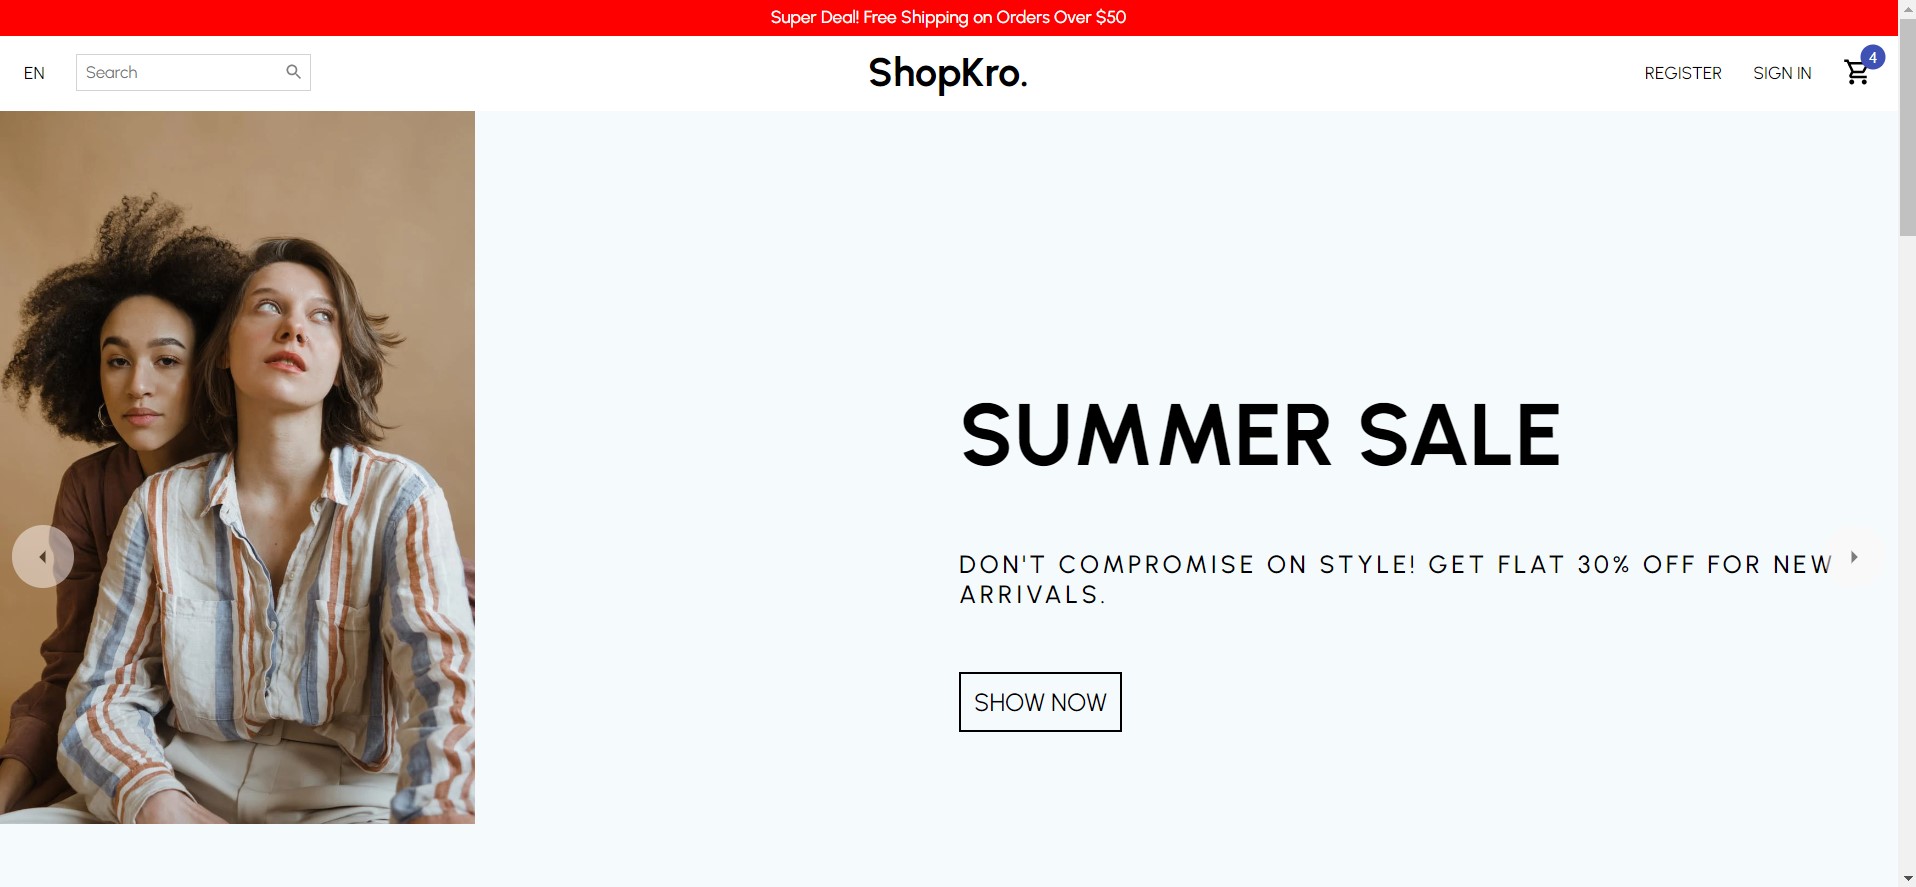 Super Deal! Free Shipping on Orders Over $50
EN
Search
ShopKro.
REGISTER
SIGN IN
4
SUMMER SALE
DON'T COMPROMISE ON STYLE! GET FLAT 30% OFF FOR NEW
ARRIVALS.
SHOW NOW